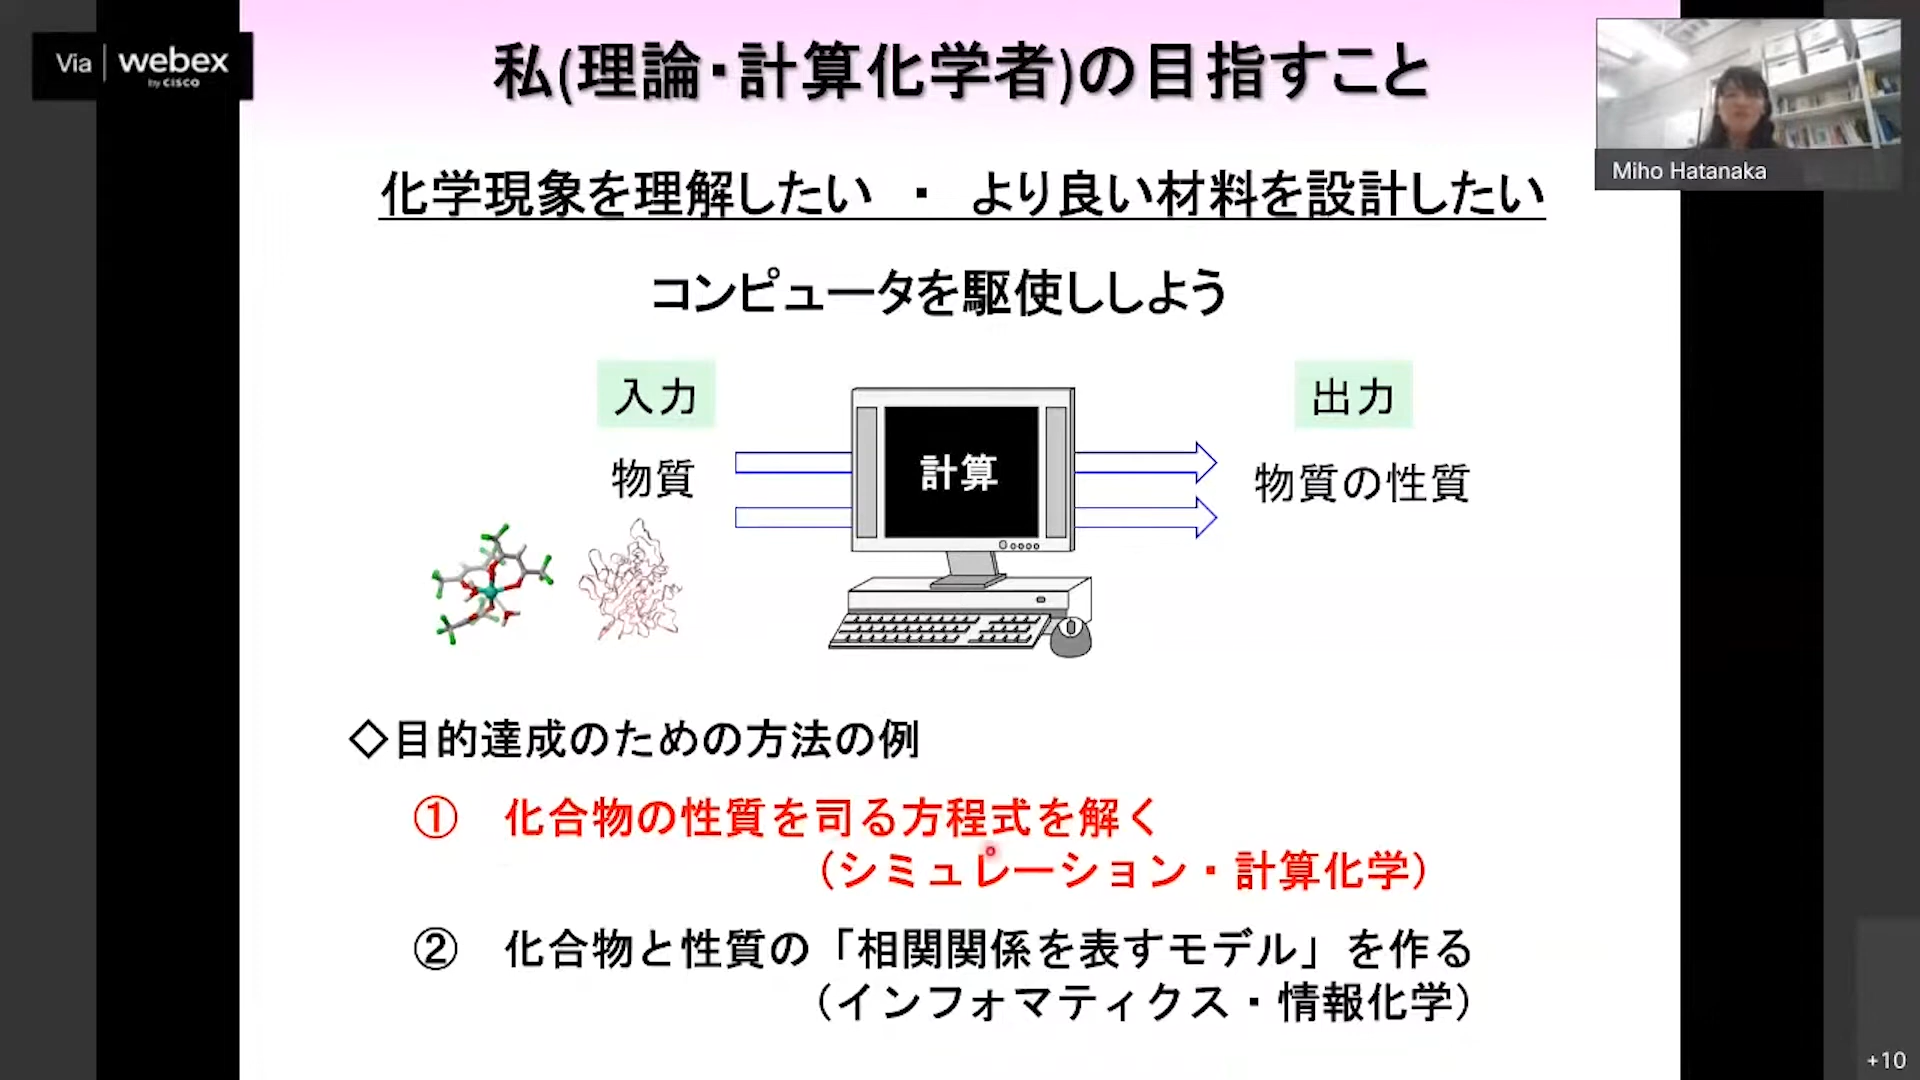 Via webex
by CISCO
私(理論・計算化学者)の目指すこと
Miho Hatanaka
化学現象を理解したい ・ より良い材料を設計したい
コンピュータを駆使ししよう
入力
出力
物質
計算
物質の性質
◇目的達成のための方法の例
① 化合物の性質を司る方程式を解く
（シミュレーション・計算化学）
② 化合物と性質の「相関関係を表すモデル」を作る
（インフォマティクス・情報化学）
+10